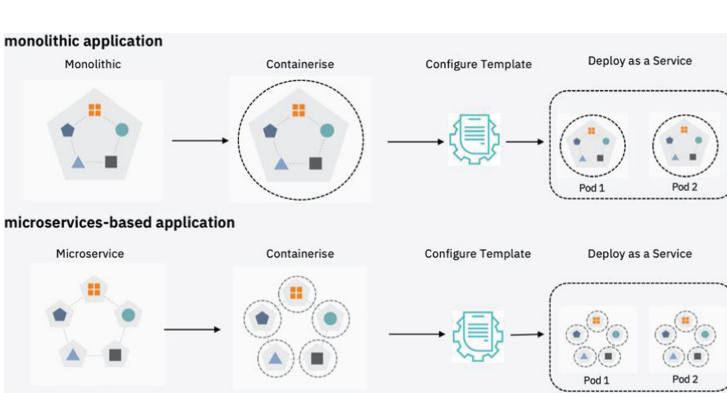 monolithic application
Monolithic
Containerise
Configure Template
Deploy as a Service
Pod 1
Pod 2
microservices-based application
Microservice
Containerise
Configure Template
Deploy as a Service
Pod 1
Pod 2